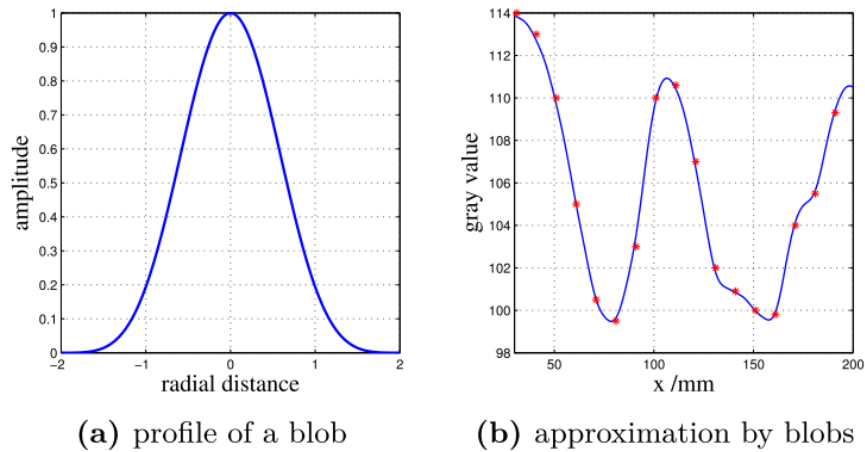 1
0.9
0.8
0.7
0.6
0.5
0.4
0.3
0.2
0.1
0
amplitude
−2 −1 0 1 2
radial distance
(a) profile of a blob
114
112
110
108
106
104
102
100
98
gray value
50 100 150 200
x /mm
(b) approximation by blobs